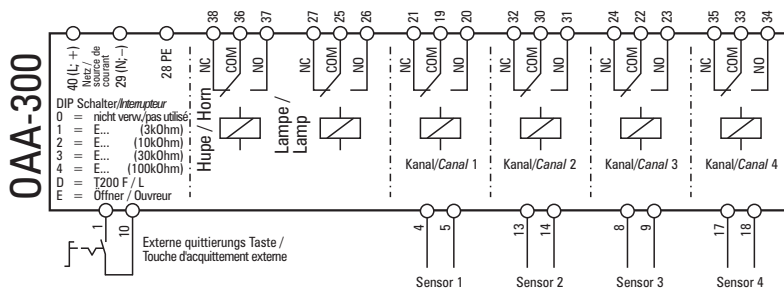 OAA-300
40 (L; +)
Netz /
source de
courant
29 (N; –)
28 PE
DIP Schalter/Interrupteur
0 = nicht verw./pas utilisé
1 = E... (3kOhm)
2 = E... (10kOhm)
3 = E... (30kOhm)
4 = E... (100kOhm)
D = T200 F / L
E = Öffner / Ouvreur
38 36 37
NC COM NO
Hupe / Horn
27 25 26
NC COM NO
Lampe /
Lamp
21 19 20
NC COM NO
Kanal/Canal 1
32 30 31
NC COM NO
Kanal/Canal 2
24 22 23
NC COM NO
Kanal/Canal 3
35 33 34
NC COM NO
Kanal/Canal 4
1 10
Externe quittierungs Taste /
Touche d'acquittement externe
4 5
Sensor 1
13 14
Sensor 2
8 9
Sensor 3
17 18
Sensor 4